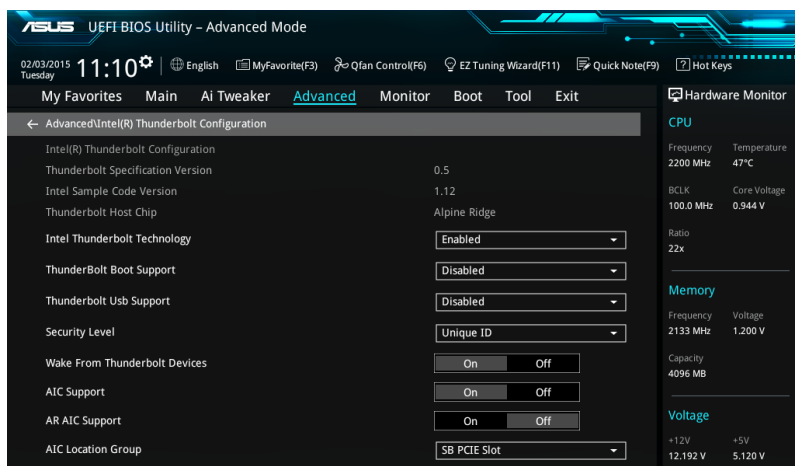 ASUS UEFI BIOS Utility – Advanced Mode
02/03/2015 Tuesday 11:10 English MyFavorite(F3) Qfan Control(F6) EZ Tuning Wizard(F11) Quick Note(F9) ? Hot Keys
My Favorites Main Ai Tweaker Advanced Monitor Boot Tool Exit
← Advanced\Intel(R) Thunderbolt Configuration
Intel(R) Thunderbolt Configuration
Thunderbolt Specification Version 0.5
Intel Sample Code Version 1.12
Thunderbolt Host Chip Alpine Ridge
Intel Thunderbolt Technology Enabled
ThunderBolt Boot Support Disabled
Thunderbolt Usb Support Disabled
Security Level Unique ID
Wake From Thunderbolt Devices On Off
AIC Support On Off
AR AIC Support On Off
AIC Location Group SB PCIE Slot
Hardware Monitor
CPU
Frequency Temperature
2200 MHz 47°C
BCLK Core Voltage
100.0 MHz 0.944 V
Ratio
22x
Memory
Frequency Voltage
2133 MHz 1.200 V
Capacity
4096 MB
Voltage
+12V +5V
12.192 V 5.120 V